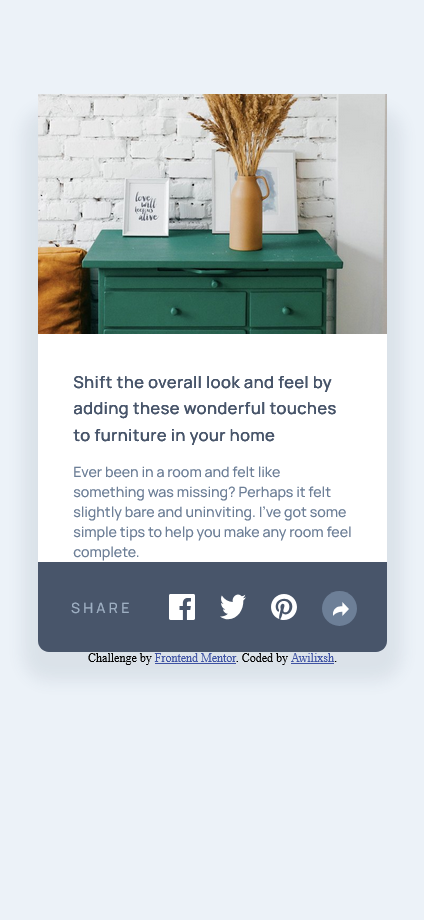 love
will
keep us
alive
Shift the overall look and feel by
adding these wonderful touches
to furniture in your home
Ever been in a room and felt like
something was missing? Perhaps it felt
slightly bare and uninviting. I've got some
simple tips to help you make any room feel
complete.
SHARE
Challenge by Frontend Mentor. Coded by Awilixsh.